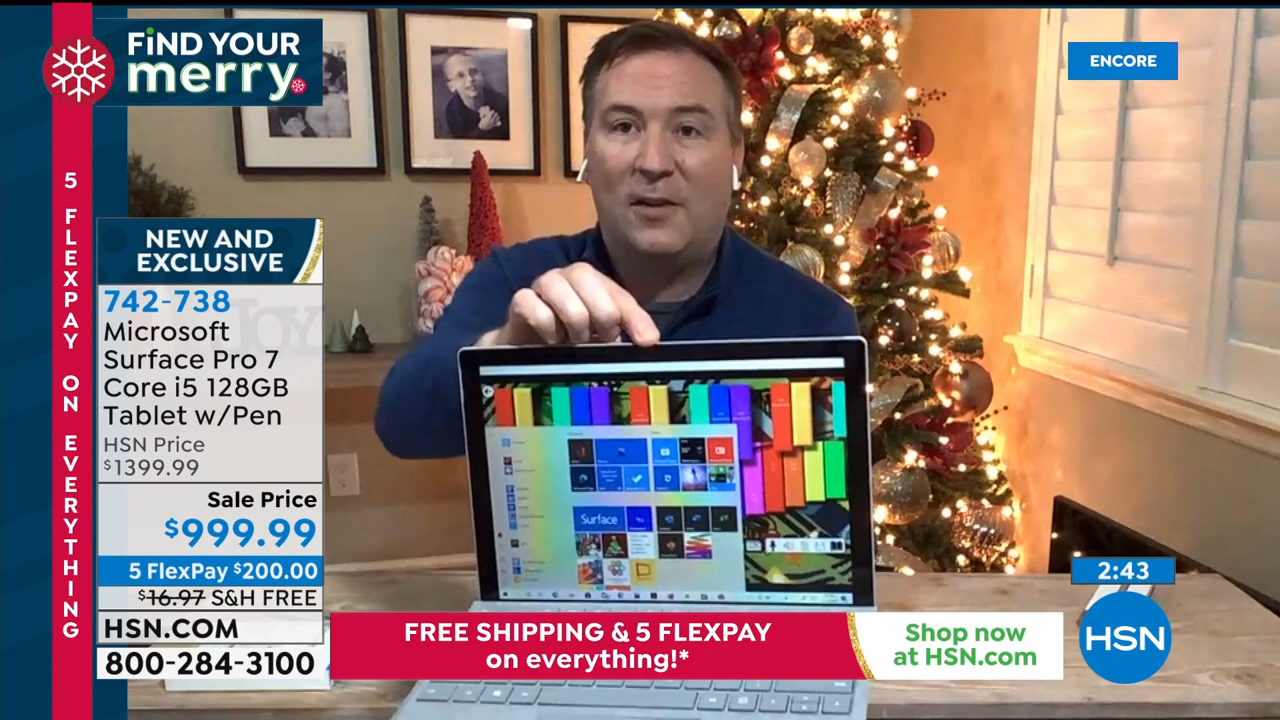 FiND YOUR
merry.
ENCORE
5 FLEXPAY ON EVERYTHING
NEW AND
EXCLUSIVE
742-738
Microsoft
Surface Pro 7
Core i5 128GB
Tablet w/Pen
HSN Price
$1399.99
Sale Price
$999.99
5 FlexPay $200.00
$16.97 S&H FREE
HSN.COM
800-284-3100
JOY
Surface
FREE SHIPPING & 5 FLEXPAY
on everything!*
Shop now
at HSN.com
2:43
HSN